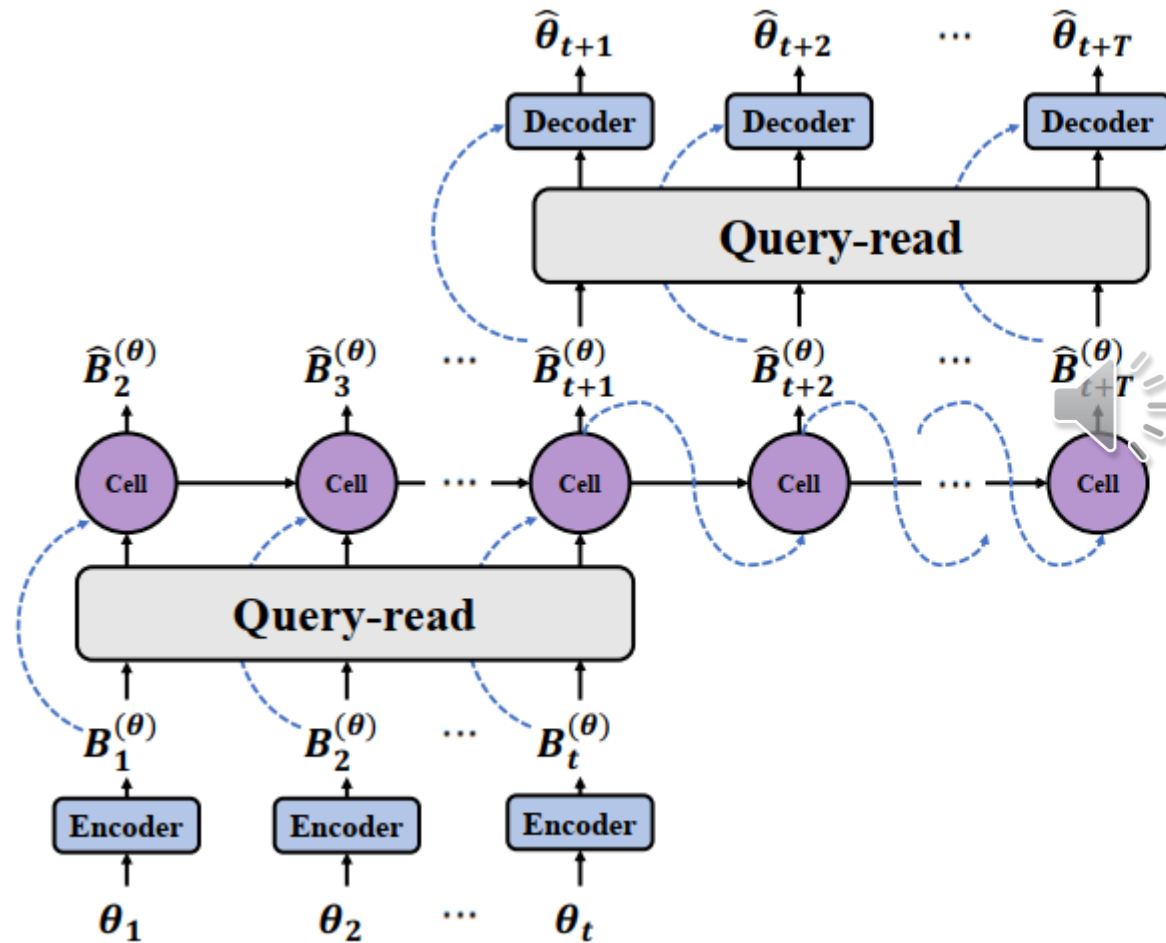 θ̂ₜ₊₁ θ̂ₜ₊₂ ⋯ θ̂ₜ₊T
Decoder Decoder Decoder
Query-read
B̂₂^(θ) B̂₃^(θ) ⋯ B̂ₜ₊₁^(θ) B̂ₜ₊₂^(θ) ⋯ B̂ₜ₊T^(θ)
Cell Cell ⋯ Cell Cell ⋯ Cell
Query-read
B₁^(θ) B₂^(θ) ⋯ Bₜ^(θ)
Encoder Encoder Encoder
θ₁ θ₂ ⋯ θₜ